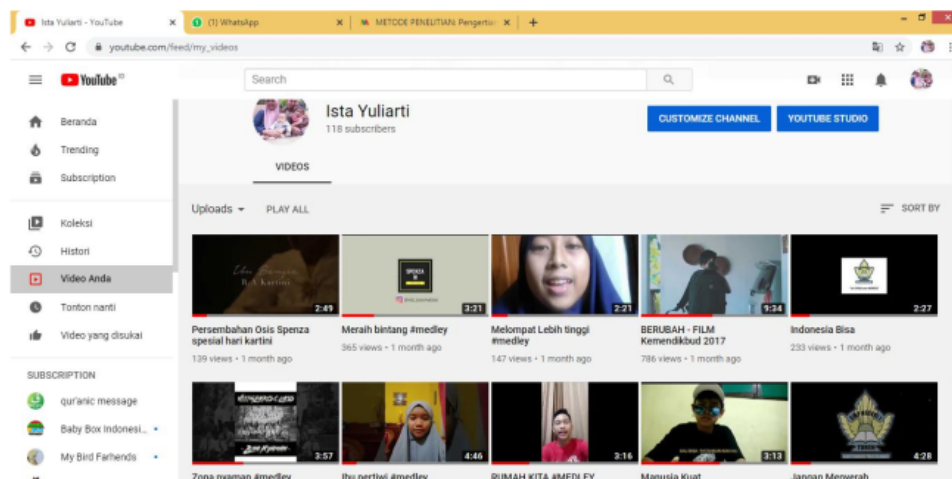 Ista Yuliarti - YouTube
(1) WhatsApp
METODE PENELITIAN: Pengertian
youtube.com/feed/my_videos
YouTube
Search
Ista Yuliarti
118 subscribers
CUSTOMIZE CHANNEL
YOUTUBE STUDIO
VIDEOS
Beranda
Trending
Subscription
Koleksi
Histori
Video Anda
Tonton nanti
Video yang disukai
SUBSCRIPTION
qur'anic message
Baby Box Indonesi...
My Bird Farhends
Uploads
PLAY ALL
SORT BY
Ibu Bangsa
R.A Kartini
2:49
Persembahan Osis Spenza
spesial hari kartini
139 views • 1 month ago
3:21
Meraih bintang #medley
365 views • 1 month ago
2:21
Melompat Lebih tinggi
#medley
147 views • 1 month ago
9:34
BERUBAH - FILM
Kemendikbud 2017
786 views • 1 month ago
2:27
Indonesia Bisa
233 views • 1 month ago
3:57
Zona nyaman #medley
4:46
Ibu pertiwi #medley
3:16
RUMAH KITA #MEDLEY
3:13
Manusia Kuat
4:28
Jangan Menyerah